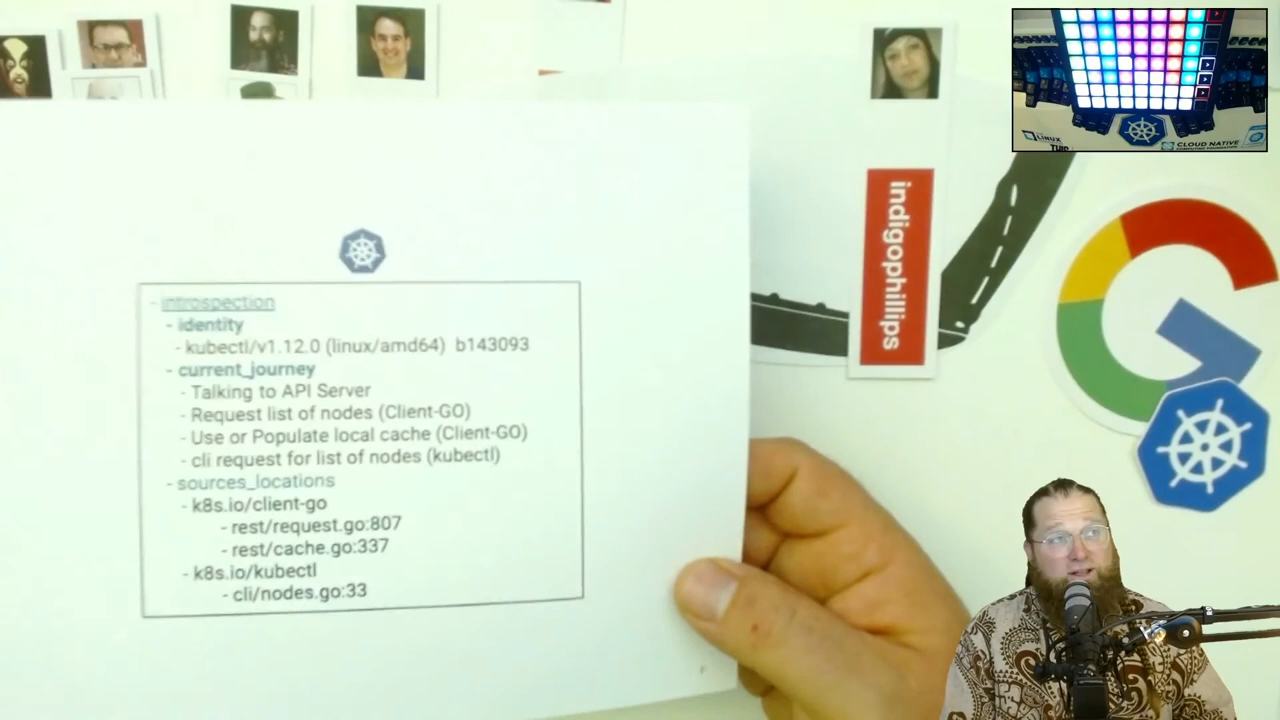 - introspection
- identity
- kubectl/v1.12.0 (linux/amd64) b143093
- current_journey
- Talking to API Server
- Request list of nodes (Client-GO)
- Use or Populate local cache (Client-GO)
- cli request for list of nodes (kubectl)
- sources_locations
- k8s.io/client-go
- rest/request.go:807
- rest/cache.go:337
- k8s.io/kubectl
- cli/nodes.go:33
indigophillips
LINUX
CLOUD NATIVE
COMPUTING FOUNDATION